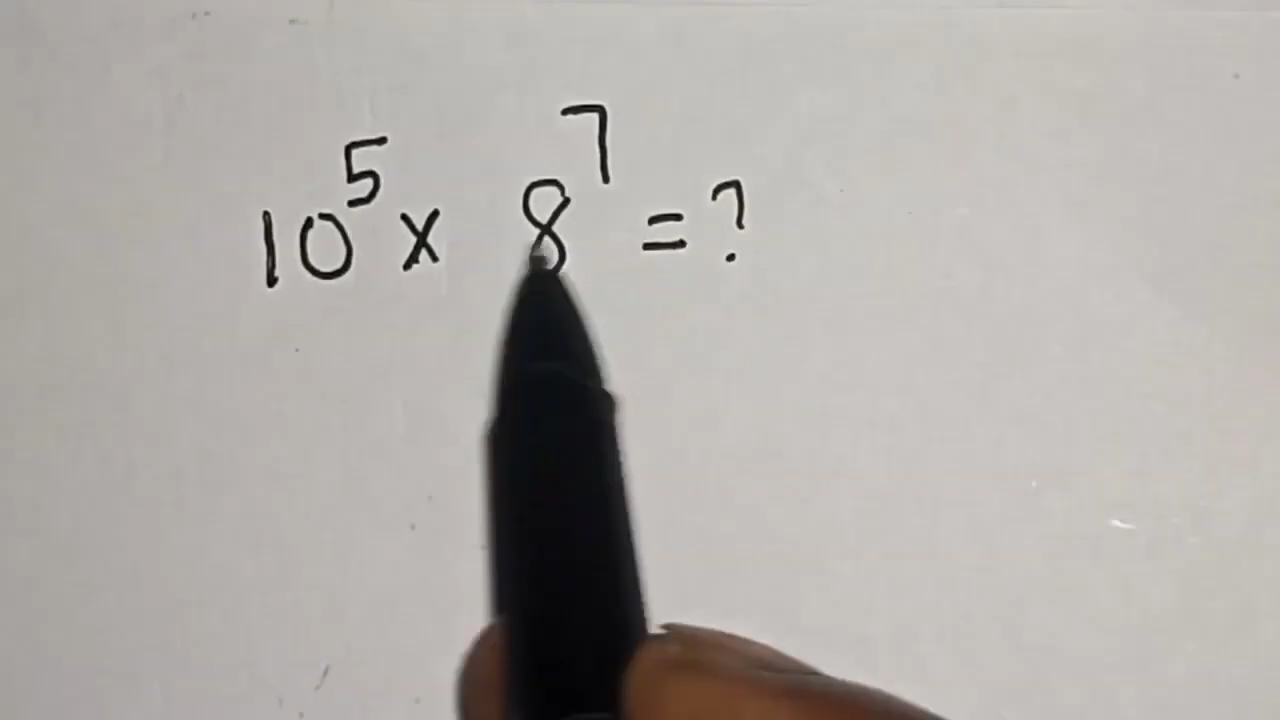 10⁵ x 8⁷ = ?